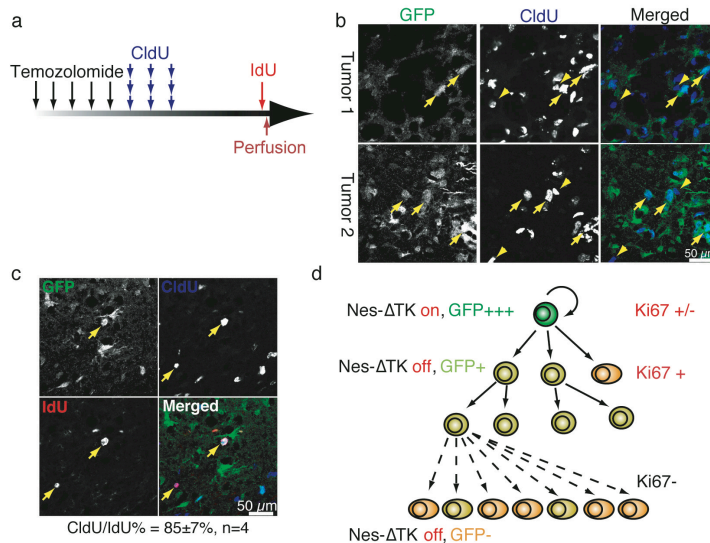 a
CldU
Temozolomide
IdU
Perfusion
b
GFP
CldU
Merged
Tumor 1
Tumor 2
50 µm
c
GFP
CldU
IdU
Merged
50 µm
CldU/IdU% = 85±7%, n=4
d
Nes-ΔTK on, GFP+++
Ki67 +/-
Nes-ΔTK off, GFP+
Ki67 +
Ki67-
Nes-ΔTK off, GFP-